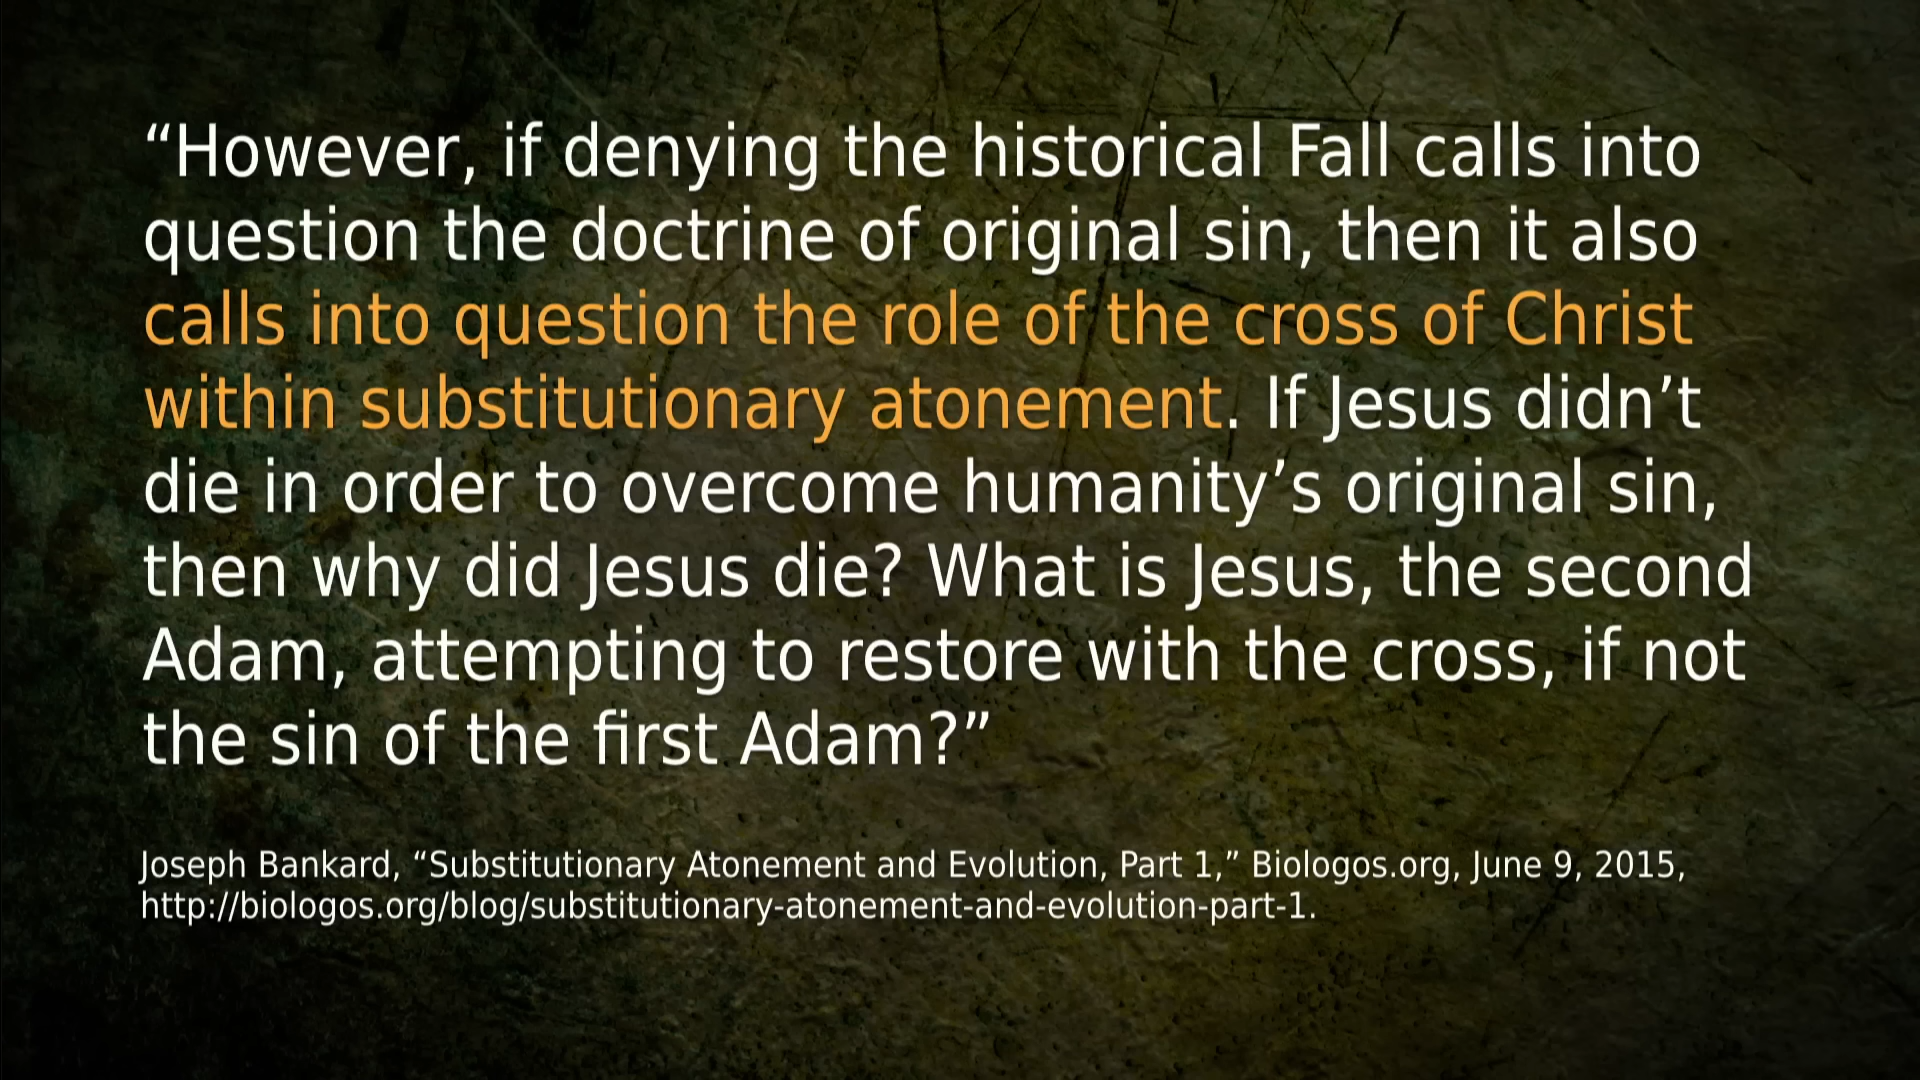 “However, if denying the historical Fall calls into
question the doctrine of original sin, then it also
calls into question the role of the cross of Christ
within substitutionary atonement. If Jesus didn’t
die in order to overcome humanity’s original sin,
then why did Jesus die? What is Jesus, the second
Adam, attempting to restore with the cross, if not
the sin of the first Adam?”
Joseph Bankard, “Substitutionary Atonement and Evolution, Part 1,” Biologos.org, June 9, 2015,
http://biologos.org/blog/substitutionary-atonement-and-evolution-part-1.